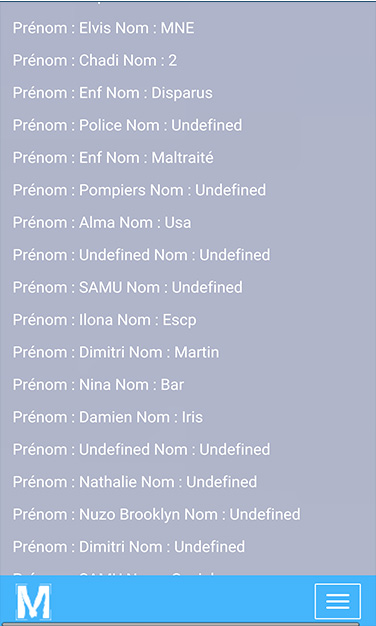 Prénom : Elvis Nom : MNE
Prénom : Chadi Nom : 2
Prénom : Enf Nom : Disparus
Prénom : Police Nom : Undefined
Prénom : Enf Nom : Maltraité
Prénom : Pompiers Nom : Undefined
Prénom : Alma Nom : Usa
Prénom : Undefined Nom : Undefined
Prénom : SAMU Nom : Undefined
Prénom : Ilona Nom : Escp
Prénom : Dimitri Nom : Martin
Prénom : Nina Nom : Bar
Prénom : Damien Nom : Iris
Prénom : Undefined Nom : Undefined
Prénom : Nathalie Nom : Undefined
Prénom : Nuzo Brooklyn Nom : Undefined
Prénom : Dimitri Nom : Undefined
Prénom : SAMU Nom :
M